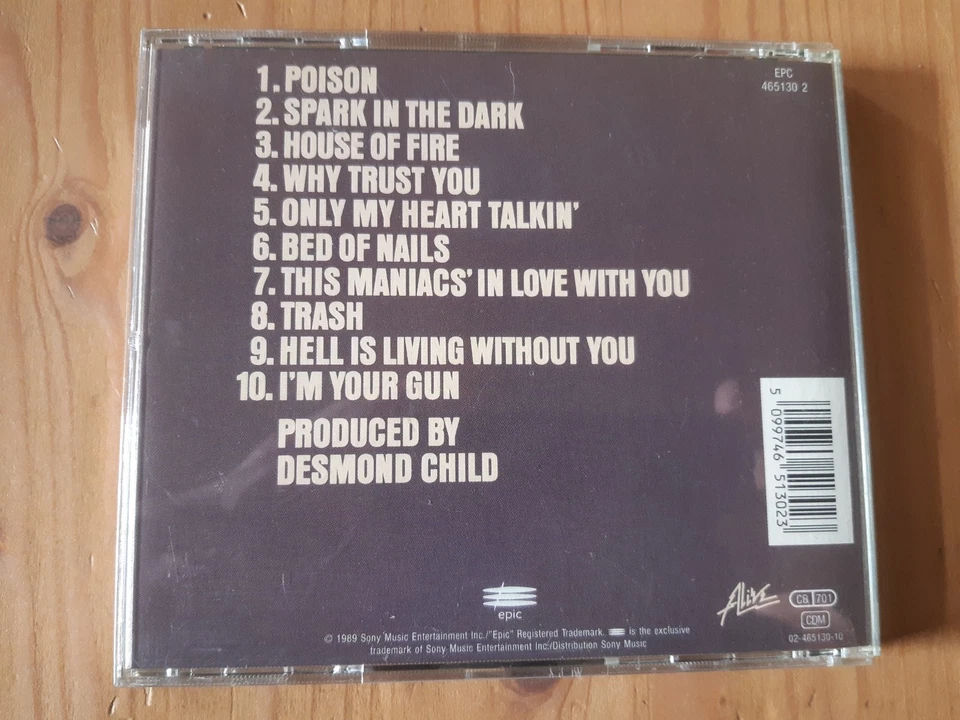 1. POISON
2. SPARK IN THE DARK
3. HOUSE OF FIRE
4. WHY TRUST YOU
5. ONLY MY HEART TALKIN'
6. BED OF NAILS
7. THIS MANIACS' IN LOVE WITH YOU
8. TRASH
9. HELL IS LIVING WITHOUT YOU
10. I'M YOUR GUN
PRODUCED BY
DESMOND CHILD
EPC
465130 2
5 099746 513023
epic
Alive
CB 701
CDM
02-465130-10
© 1989 Sony Music Entertainment Inc./"Epic" Registered Trademark. is the exclusive
trademark of Sony Music Entertainment Inc./Distribution Sony Music